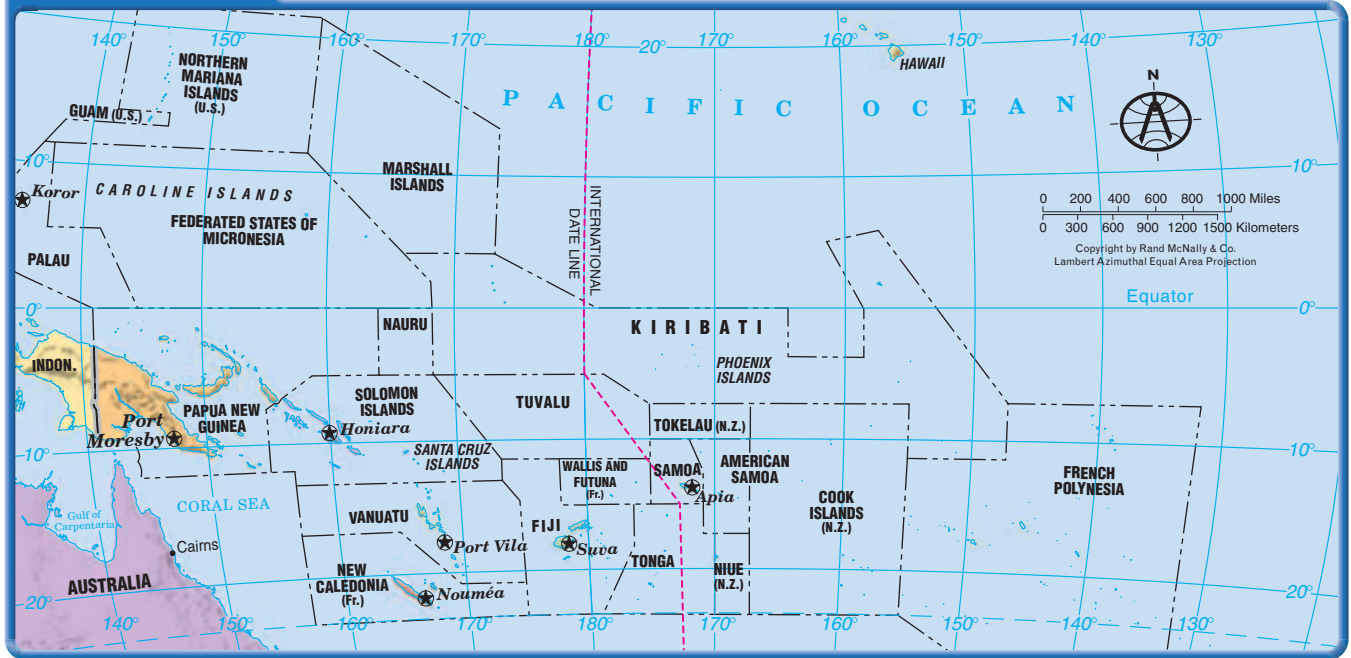 140°
150°
160°
170°
180°
20°
170°
160°
150°
140°
130°
HAWAII
NORTHERN
MARIANA
ISLANDS
(U.S.)
GUAM (U.S.)
PACIFIC OCEAN
N
10°
10°
Koror
CAROLINE ISLANDS
FEDERATED STATES OF
MICRONESIA
MARSHALL
ISLANDS
INTERNATIONAL
DATE LINE
0 200 400 600 800 1000 Miles
0 300 600 900 1200 1500 Kilometers
Copyright by Rand McNally & Co.
Lambert Azimuthal Equal Area Projection
PALAU
Equator
0°
0°
NAURU
KIRIBATI
PHOENIX
ISLANDS
INDON.
PAPUA NEW
GUINEA
Port
Moresby
SOLOMON
ISLANDS
Honiara
TUVALU
TOKELAU (N.Z.)
SANTA CRUZ
ISLANDS
10°
10°
WALLIS AND
FUTUNA
(Fr.)
SAMOA
Apia
AMERICAN
SAMOA
COOK
ISLANDS
(N.Z.)
FRENCH
POLYNESIA
CORAL SEA
Gulf of
Carpentaria
Cairns
AUSTRALIA
VANUATU
Port Vila
FIJI
Suva
TONGA
NIUE
(N.Z.)
NEW
CALEDONIA
(Fr.)
Nouméa
20°
20°
140°
150°
160°
170°
180°
170°
160°
150°
140°
130°